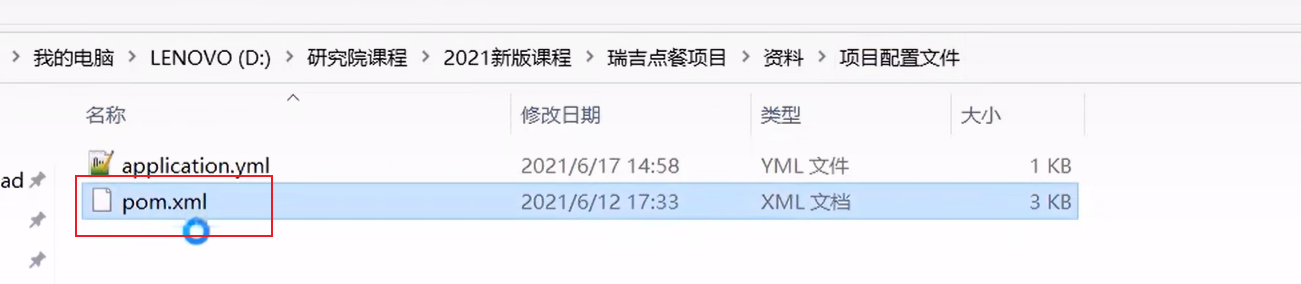 我的电脑 > LENOVO (D:) > 研究院课程 > 2021新版课程 > 瑞吉点餐项目 > 资料 > 项目配置文件
名称 修改日期 类型 大小
application.yml 2021/6/17 14:58 YML 文件 1 KB
ad
pom.xml 2021/6/12 17:33 XML 文档 3 KB